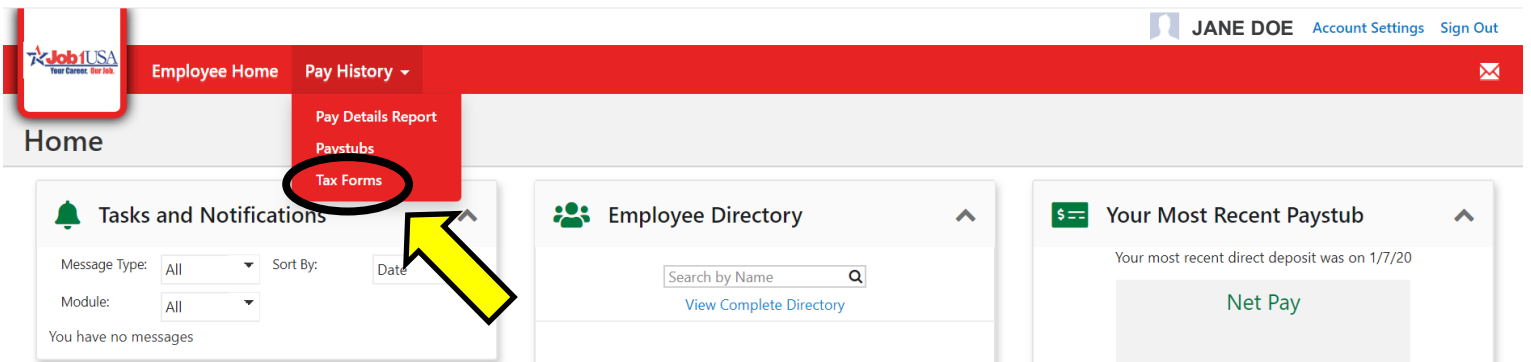 JANE DOE Account Settings Sign Out
Job1USA
Your Career. Our Job.
Employee Home Pay History
Pay Details Report
Paystubs
Tax Forms
Home
Tasks and Notifications
Message Type: All Sort By: Date
Module: All
You have no messages
Employee Directory
Search by Name
View Complete Directory
$
Your Most Recent Paystub
Your most recent direct deposit was on 1/7/20
Net Pay